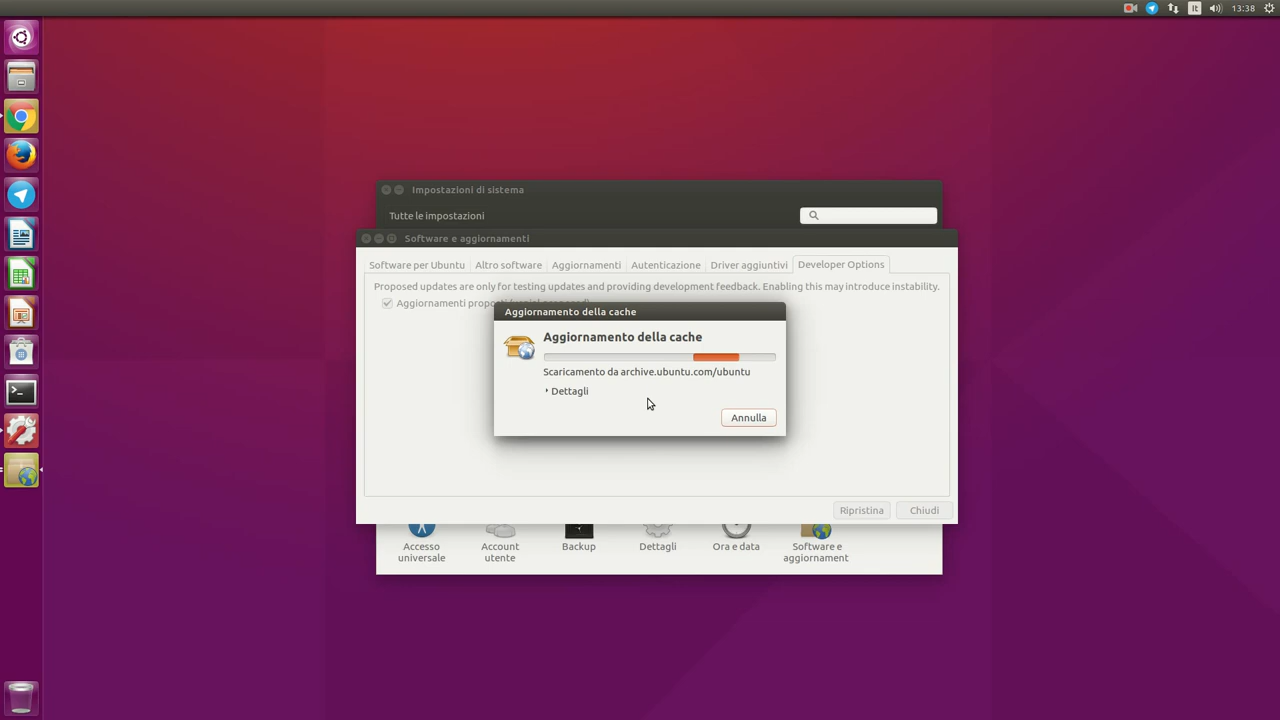 It
13:38
Impostazioni di sistema
Tutte le impostazioni
Software e aggiornamenti
Software per Ubuntu
Altro software
Aggiornamenti
Autenticazione
Driver aggiuntivi
Developer Options
Proposed updates are only for testing updates and providing development feedback. Enabling this may introduce instability.
Aggiornamenti propo
Aggiornamento della cache
Aggiornamento della cache
Scaricamento da archive.ubuntu.com/ubuntu
Dettagli
Annulla
Ripristina
Chiudi
Accesso universale
Account utente
Backup
Dettagli
Ora e data
Software e aggiornament